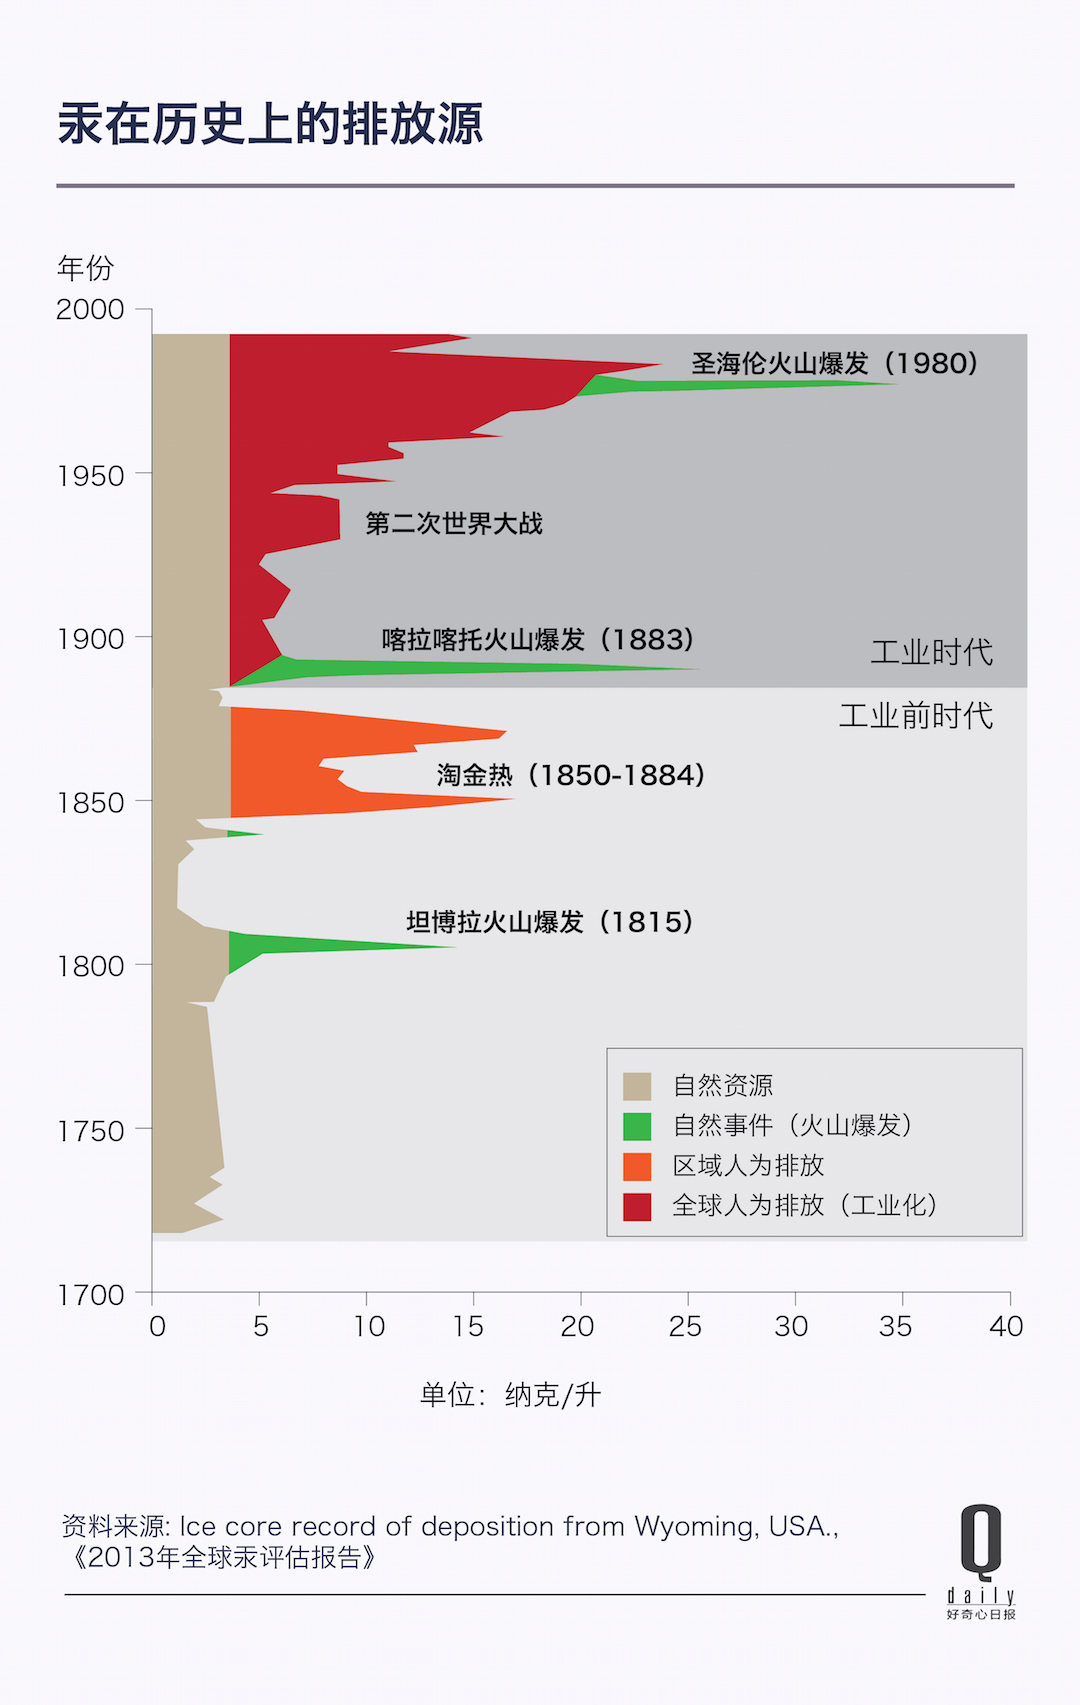 汞在历史上的排放源
年份
2000
圣海伦火山爆发（1980）
1950
第二次世界大战
1900
喀拉喀托火山爆发（1883）
工业时代
工业前时代
淘金热（1850-1884）
1850
坦博拉火山爆发（1815）
1800
自然资源
自然事件（火山爆发）
1750
区域人为排放
全球人为排放（工业化）
1700
0 5 10 15 20 25 30 35 40
单位：纳克/升
资料来源: Ice core record of deposition from Wyoming, USA.,
《2013年全球汞评估报告》
Q
daily
好奇心日报